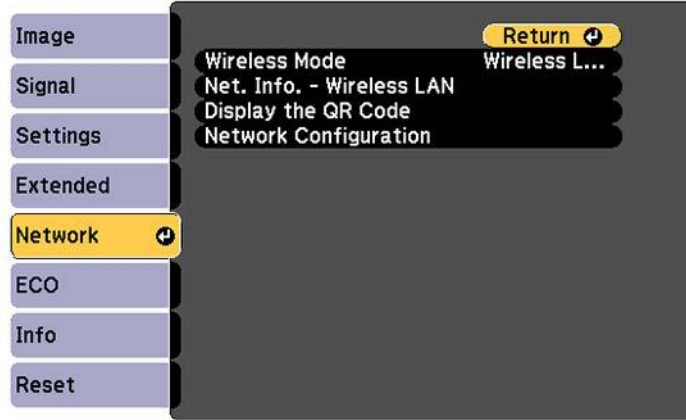 Image
Signal
Settings
Extended
Network
ECO
Info
Reset
Return
Wireless Mode Wireless L...
Net. Info. - Wireless LAN
Display the QR Code
Network Configuration